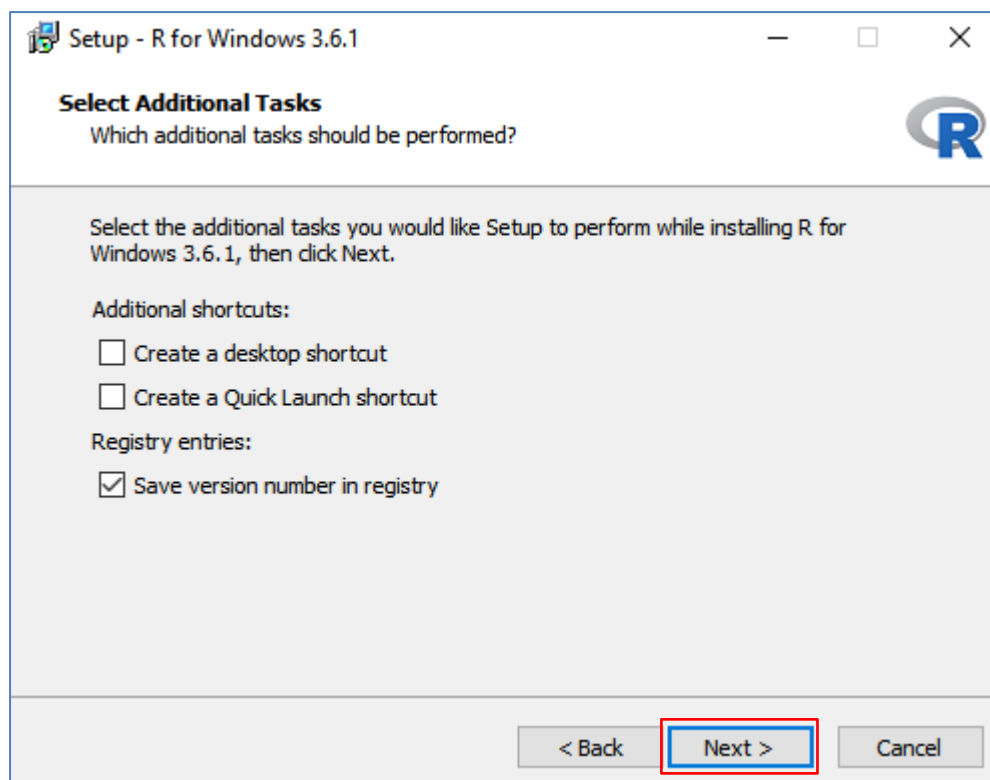 Setup - R for Windows 3.6.1
Select Additional Tasks
Which additional tasks should be performed?
R
Select the additional tasks you would like Setup to perform while installing R for
Windows 3.6.1, then click Next.
Additional shortcuts:
Create a desktop shortcut
Create a Quick Launch shortcut
Registry entries:
Save version number in registry
< Back Next > Cancel